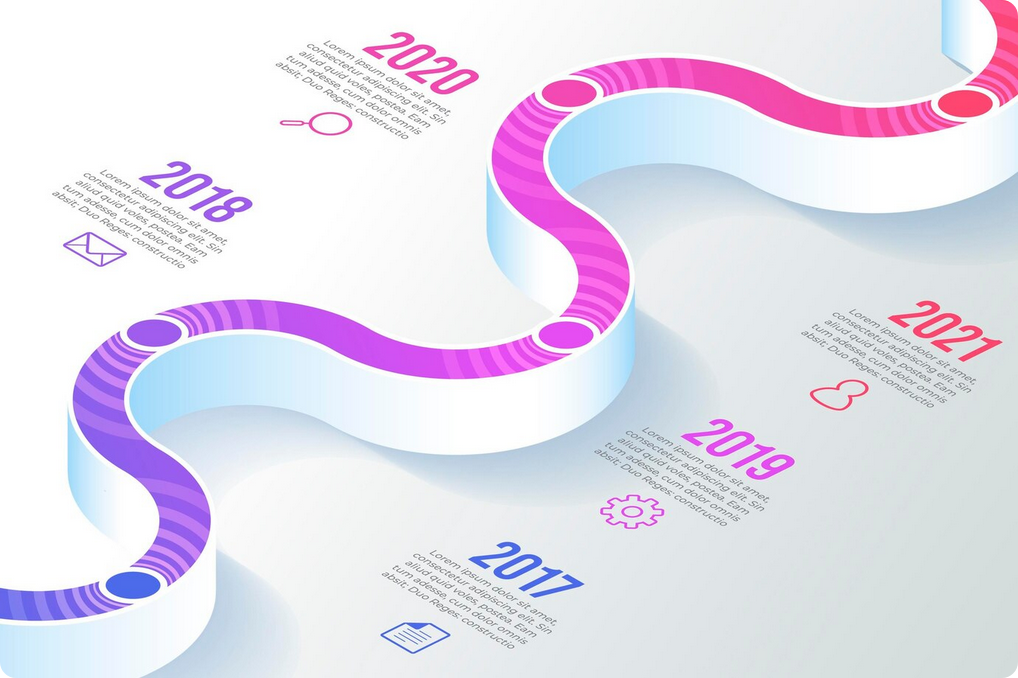 2020
Lorem ipsum dolor sit amet,
consectetur adipiscing elit. Sin
aliud quid voles, postea. Eam
tum adesse, cum dolor omnis
absit; Duo Reges: constructio
2018
Lorem ipsum dolor sit amet,
consectetur adipiscing elit. Sin
aliud quid voles, postea. Eam
tum adesse, cum dolor omnis
absit; Duo Reges: constructio
2021
Lorem ipsum dolor sit amet,
consectetur adipiscing elit. Sin
aliud quid voles, postea. Eam
tum adesse, cum dolor omnis
absit; Duo Reges: constructio
2019
Lorem ipsum dolor sit amet,
consectetur adipiscing elit. Sin
aliud quid voles, postea. Eam
tum adesse, cum dolor omnis
absit; Duo Reges: constructio
2017
Lorem ipsum dolor sit amet,
consectetur adipiscing elit. Sin
aliud quid voles, postea. Eam
tum adesse, cum dolor omnis
absit; Duo Reges: constructio